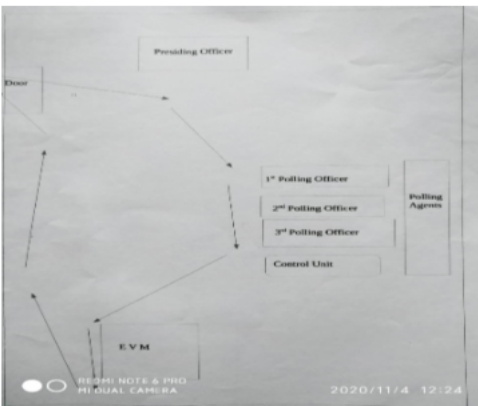 Presiding Officer
Door
1st Polling Officer
2nd Polling Officer
3rd Polling Officer
Control Unit
Polling
Agents
E V M
REDMI NOTE 6 PRO
MI DUAL CAMERA
2020/11/4 12:24